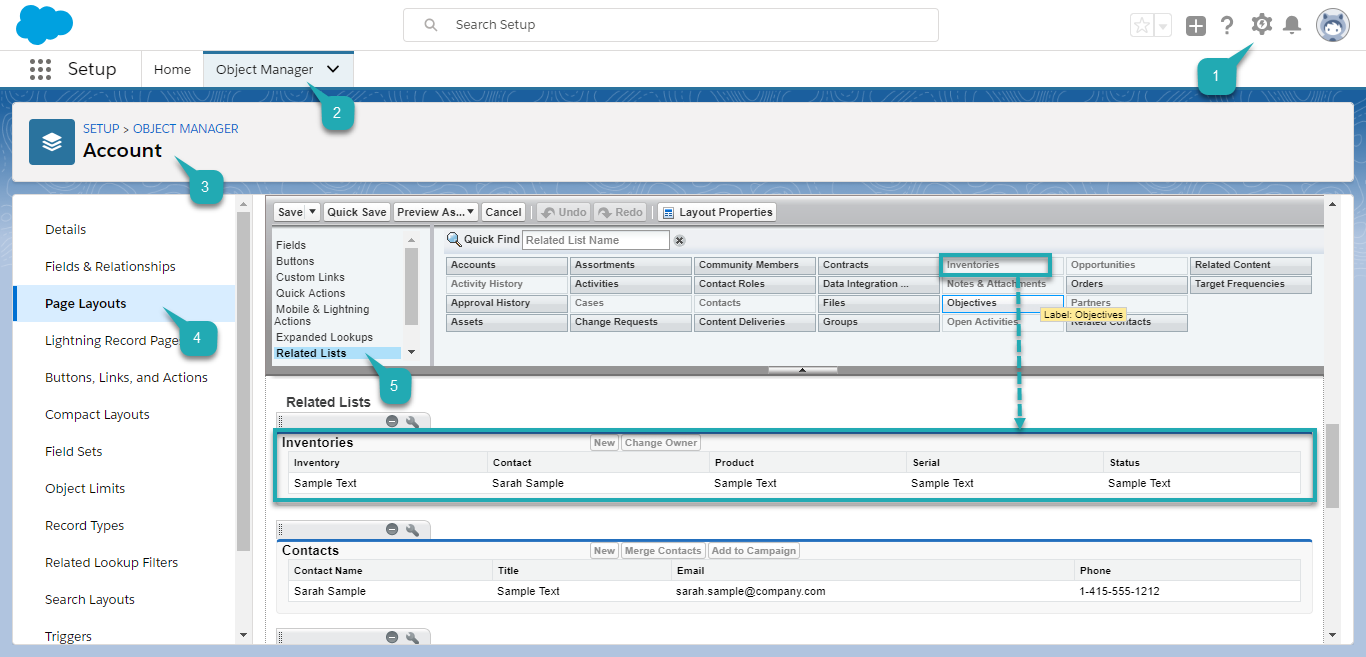 Search Setup
1
Setup
Home
Object Manager
2
SETUP > OBJECT MANAGER
Account
3
Details
Fields & Relationships
Page Layouts
4
Lightning Record Page
Buttons, Links, and Actions
Compact Layouts
Field Sets
Object Limits
Record Types
Related Lookup Filters
Search Layouts
Triggers
Save Quick Save Preview As... Cancel Undo Redo Layout Properties
Fields
Buttons
Custom Links
Quick Actions
Mobile & Lightning
Actions
Expanded Lookups
Related Lists
5
Quick Find Related List Name
Accounts Assortments Community Members Contracts Inventories Opportunities Related Content
Activity History Activities Contact Roles Data Integration ... Notes & Attachments Orders Target Frequencies
Approval History Cases Contacts Files Objectives Partners
Label: Objectives
Assets Change Requests Content Deliveries Groups Open Activities Related Contacts
Related Lists
Inventories New Change Owner
Inventory Contact Product Serial Status
Sample Text Sarah Sample Sample Text Sample Text Sample Text
Contacts New Merge Contacts Add to Campaign
Contact Name Title Email Phone
Sarah Sample Sample Text sarah.sample@company.com 1-415-555-1212